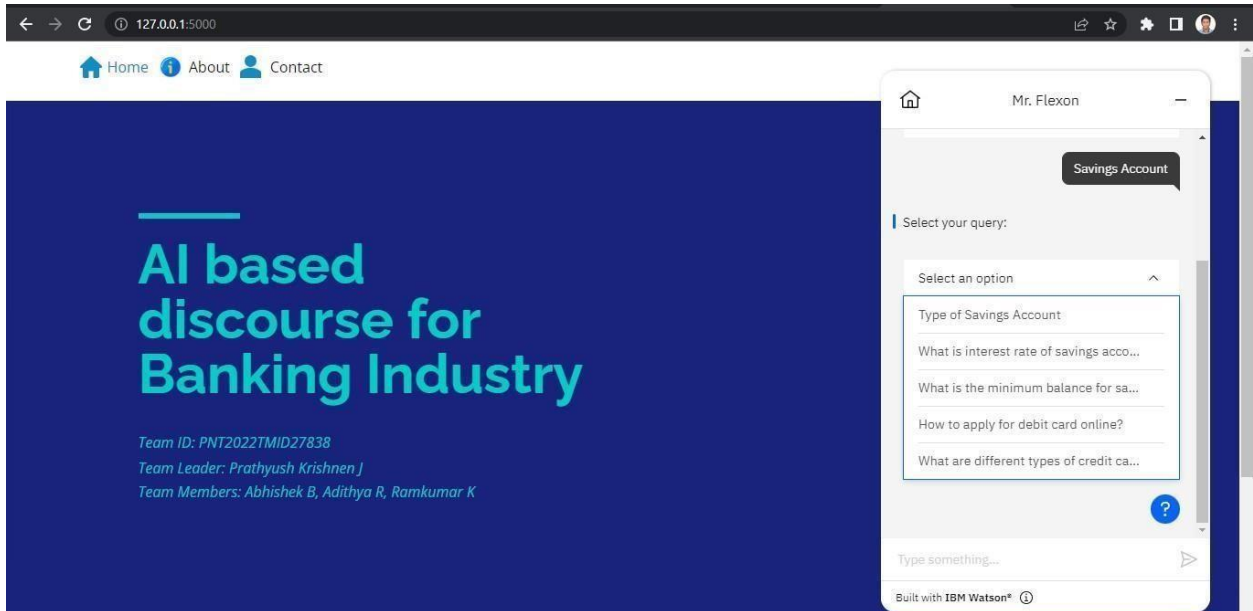 127.0.0.1:5000
Home About Contact
AI based
discourse for
Banking Industry
Team ID: PNT2022TMID27838
Team Leader: Prathyush Krishnen J
Team Members: Abhishek B, Adithya R, Ramkumar K
Mr. Flexon
Savings Account
Select your query:
Select an option
Type of Savings Account
What is interest rate of savings acco...
What is the minimum balance for sa...
How to apply for debit card online?
What are different types of credit ca...
?
Type something...
Built with IBM Watson®